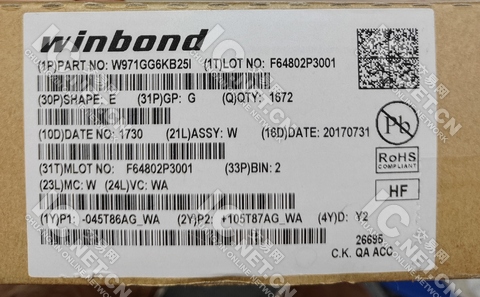 winbond
(1P)PART NO: W971GG6KB25I (1T)LOT NO: F64802P3001
(30P)SHAPE: E (31P)GP: G (Q)QTY: 1672
(10D)DATE NO: 1730 (21L)ASSY: W (16D)DATE: 20170731
Pb
(31T)MLOT NO: F64802P3001 (33P)BIN: 2
RoHS
COMPLIANT
(23L)MC: W (24L)VC: WA
HF
(1Y)P1: -045T86AG_WA (2Y)P2: +105T87AG_WA (4Y)D: Y2
26695
C.K. QA ACC.